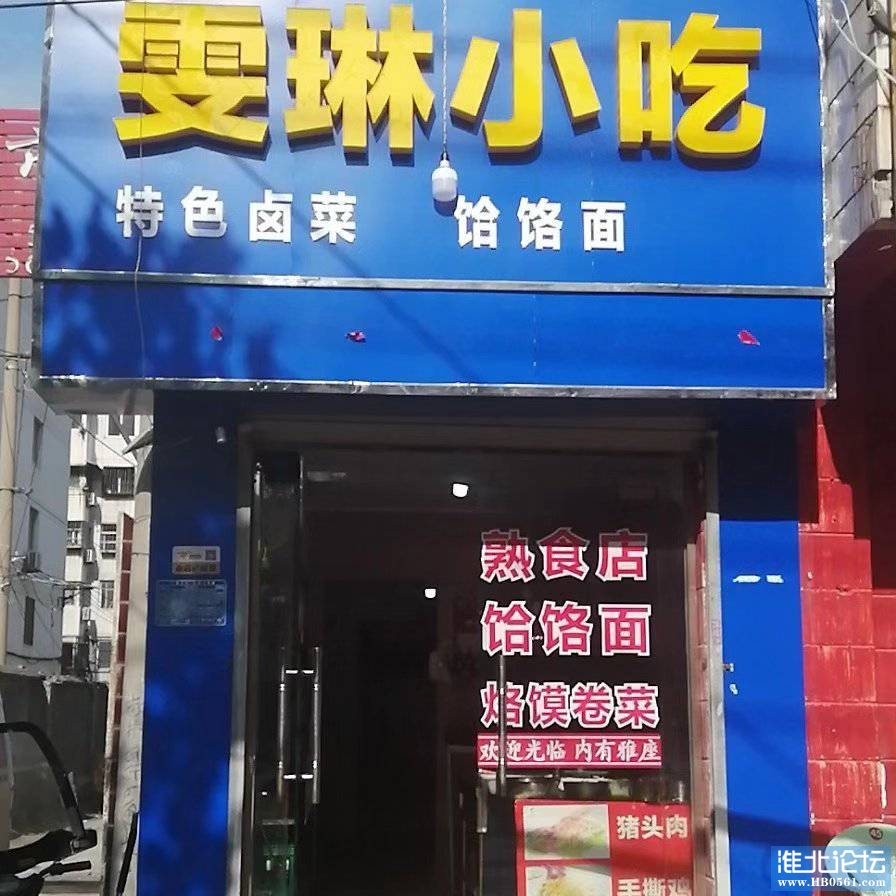 雯琳小吃
特色卤菜 饸饹面
熟食店
饸饹面
烙馍卷菜
欢迎光临 内有雅座
猪头肉
手撕鸡
淮北论坛
www.HB0561.com